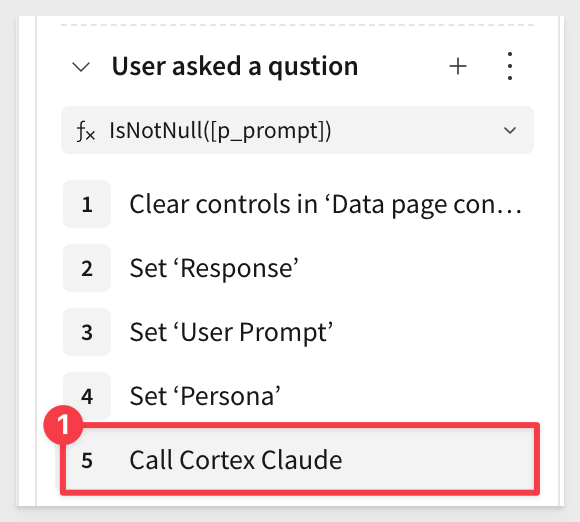 User asked a qustion
fx IsNotNull([p_prompt])
1 Clear controls in ‘Data page con…
2 Set ‘Response’
3 Set ‘User Prompt’
4 Set ‘Persona’
1
5 Call Cortex Claude